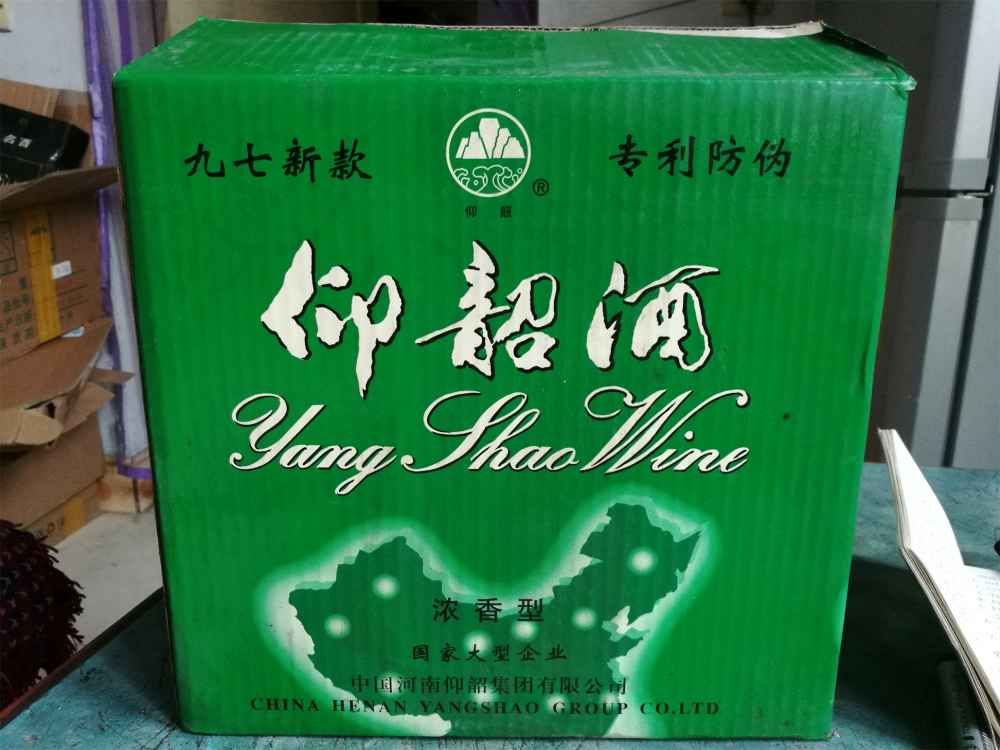 九七新款
专利防伪
®
仰韶
仰韶酒
Yang Shao Wine
浓香型
国家大型企业
中国河南仰韶集团有限公司
CHINA HENAN YANGSHAO GROUP CO.LTD